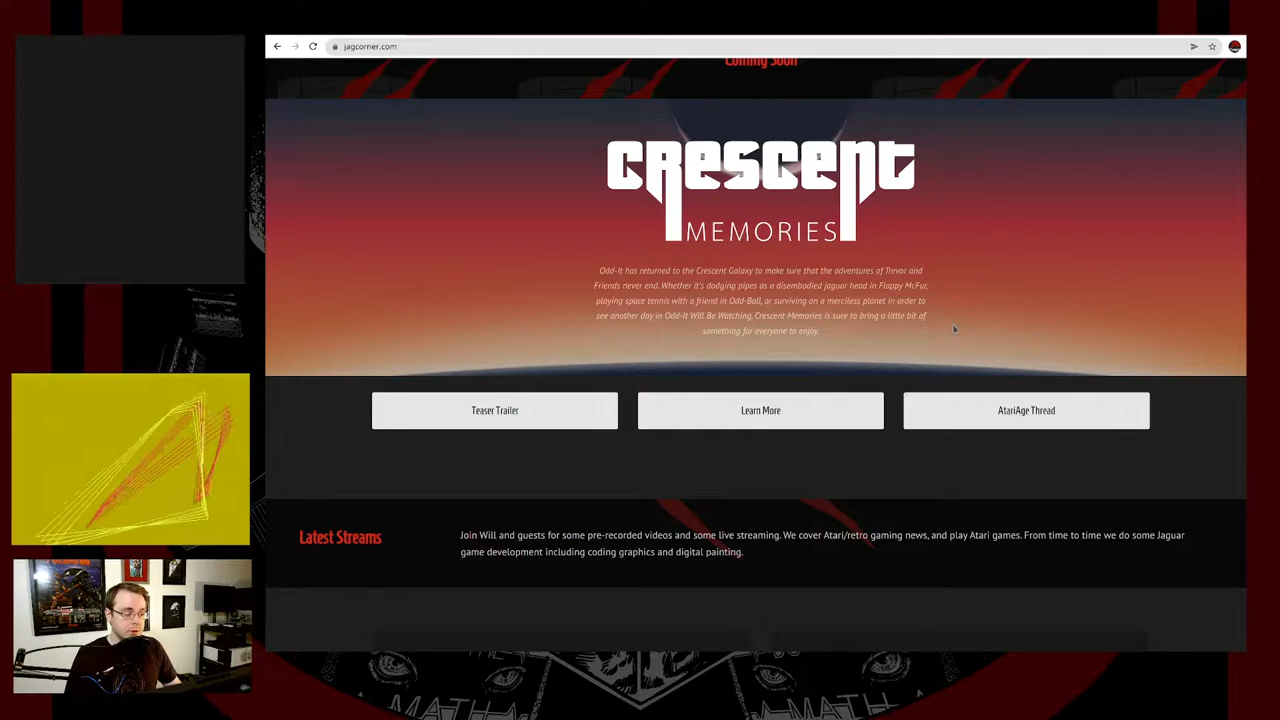 jagcorner.com
Coming Soon
CRESCENT
MEMORIES
Odd-It has returned to the Crescent Galaxy to make sure that the adventures of Trevor and
Friends never end. Whether it's dodging pipes as a disembodied jaguar head in Flappy McFur,
playing space tennis with a friend in Odd-Ball, or surviving on a merciless planet in order to
see another day in Odd-It Will Be Watching, Crescent Memories is sure to bring a little bit of
something for everyone to enjoy.
Teaser Trailer
Learn More
AtariAge Thread
Latest Streams
Join Will and guests for some pre-recorded videos and some live streaming. We cover Atari/retro gaming news, and play Atari games. From time to time we do some Jaguar
game development including coding graphics and digital painting.